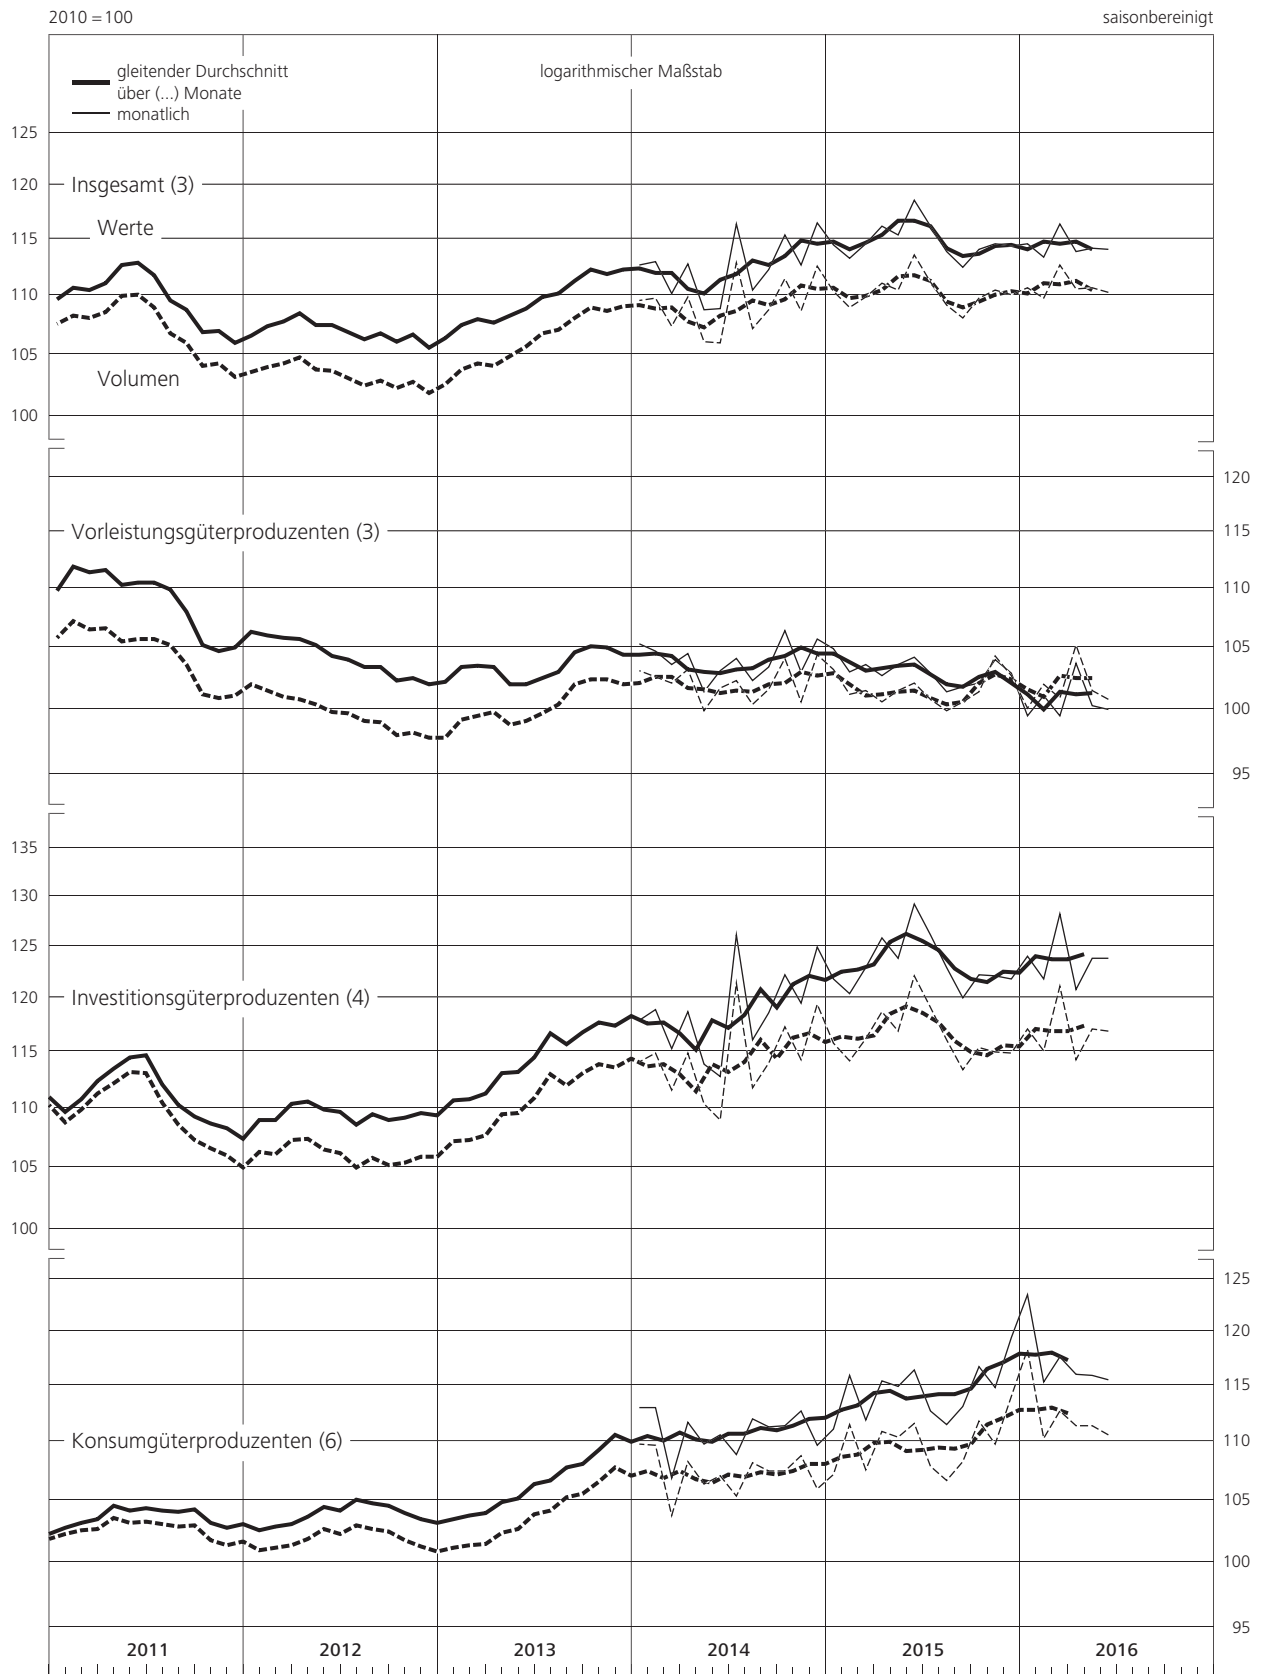 2010 = 100
saisonbereinigt
gleitender Durchschnitt
über (...) Monate
monatlich
logarithmischer Maßstab
125
120
115
110
105
100
Insgesamt (3)
Werte
Volumen
120
115
110
105
100
95
Vorleistungsgüterproduzenten (3)
135
130
125
120
115
110
105
100
Investitionsgüterproduzenten (4)
125
120
115
110
105
100
95
Konsumgüterproduzenten (6)
2011 2012 2013 2014 2015 2016